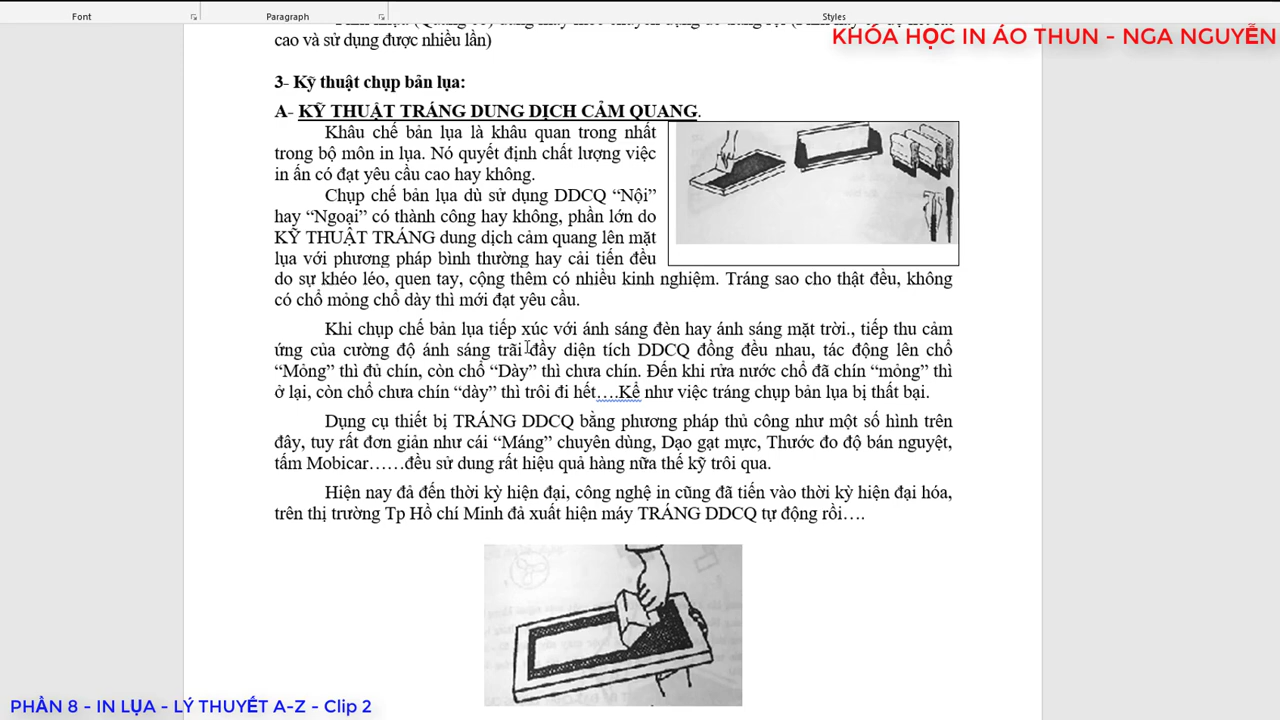 Font
Paragraph
Styles
KHÓA HỌC IN ÁO THUN - NGA NGUYỄN
cao và sử dụng được nhiều lần)
3- Kỹ thuật chụp bản lụa:
A- KỸ THUẬT TRÁNG DUNG DỊCH CẢM QUANG.
Khâu chế bản lụa là khâu quan trong nhất
trong bộ môn in lụa. Nó quyết định chất lượng việc
in ấn có đạt yêu cầu cao hay không.
Chụp chế bản lụa dù sử dụng DDCQ “Nội”
hay “Ngoại” có thành công hay không, phần lớn do
KỸ THUẬT TRÁNG dung dịch cảm quang lên mặt
lụa với phương pháp bình thường hay cải tiến đều
do sự khéo léo, quen tay, cộng thêm có nhiều kinh nghiệm. Tráng sao cho thật đều, không
có chổ mỏng chổ dày thì mới đạt yêu cầu.
Khi chụp chế bản lụa tiếp xúc với ánh sáng đèn hay ánh sáng mặt trời., tiếp thu cảm
ứng của cường độ ánh sáng trãi đầy diện tích DDCQ đồng đều nhau, tác động lên chổ
“Mỏng” thì đủ chín, còn chổ “Dày” thì chưa chín. Đến khi rửa nước chổ đã chín “mỏng” thì
ở lại, còn chổ chưa chín “dày” thì trôi đi hết….Kể như việc tráng chụp bản lụa bị thất bại.
Dụng cụ thiết bị TRÁNG DDCQ bằng phương pháp thủ công như một số hình trên
đây, tuy rất đơn giản như cái “Máng” chuyên dùng, Dạo gạt mực, Thước đo độ bán nguyệt,
tấm Mobicar……đều sử dung rất hiệu quả hàng nữa thế kỹ trôi qua.
Hiện nay đả đến thời kỳ hiện đại, công nghệ in cũng đã tiến vào thời kỳ hiện đại hóa,
trên thị trường Tp Hồ chí Minh đả xuất hiện máy TRÁNG DDCQ tự động rồi….
PHẦN 8 - IN LỤA - LÝ THUYẾT A-Z - Clip 2